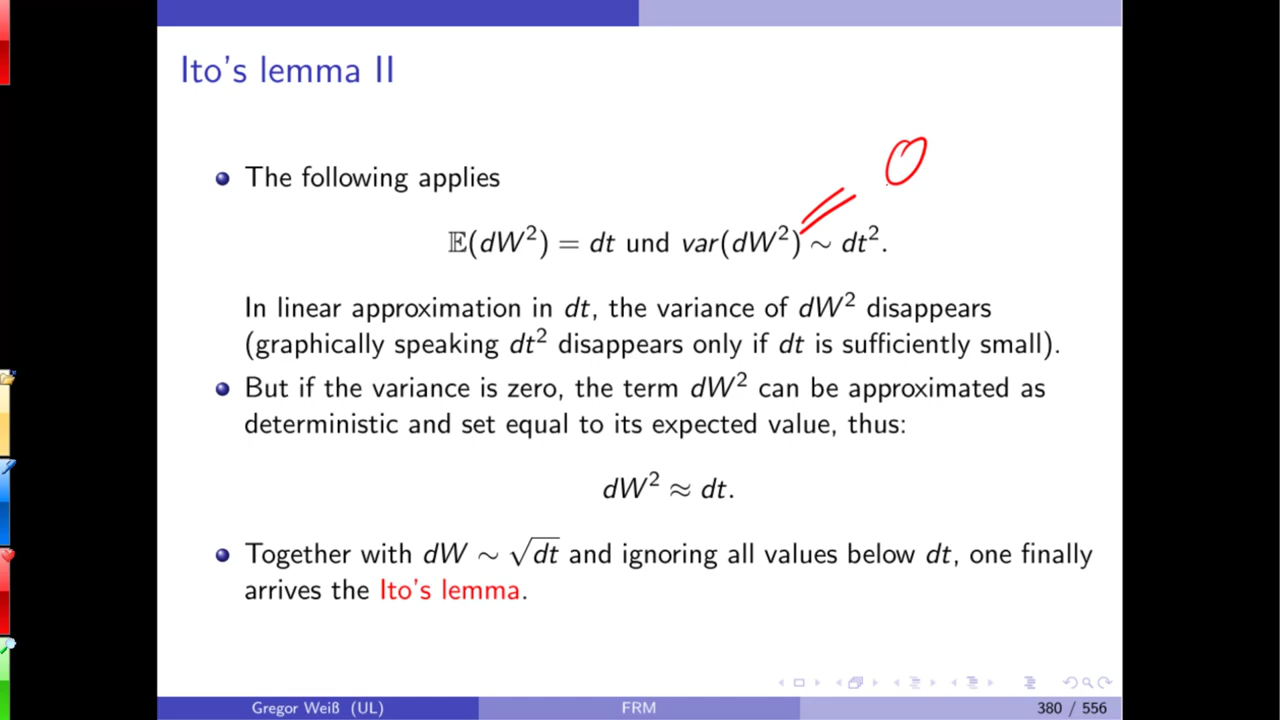 Ito's lemma II
The following applies
𝔼(dW²) = dt und var(dW²) ∼ dt².
= 0
In linear approximation in dt, the variance of dW² disappears
(graphically speaking dt² disappears only if dt is sufficiently small).
But if the variance is zero, the term dW² can be approximated as
deterministic and set equal to its expected value, thus:
dW² ≈ dt.
Together with dW ∼ √dt and ignoring all values below dt, one finally
arrives the Ito's lemma.
Gregor Weiß (UL) FRM 380 / 556